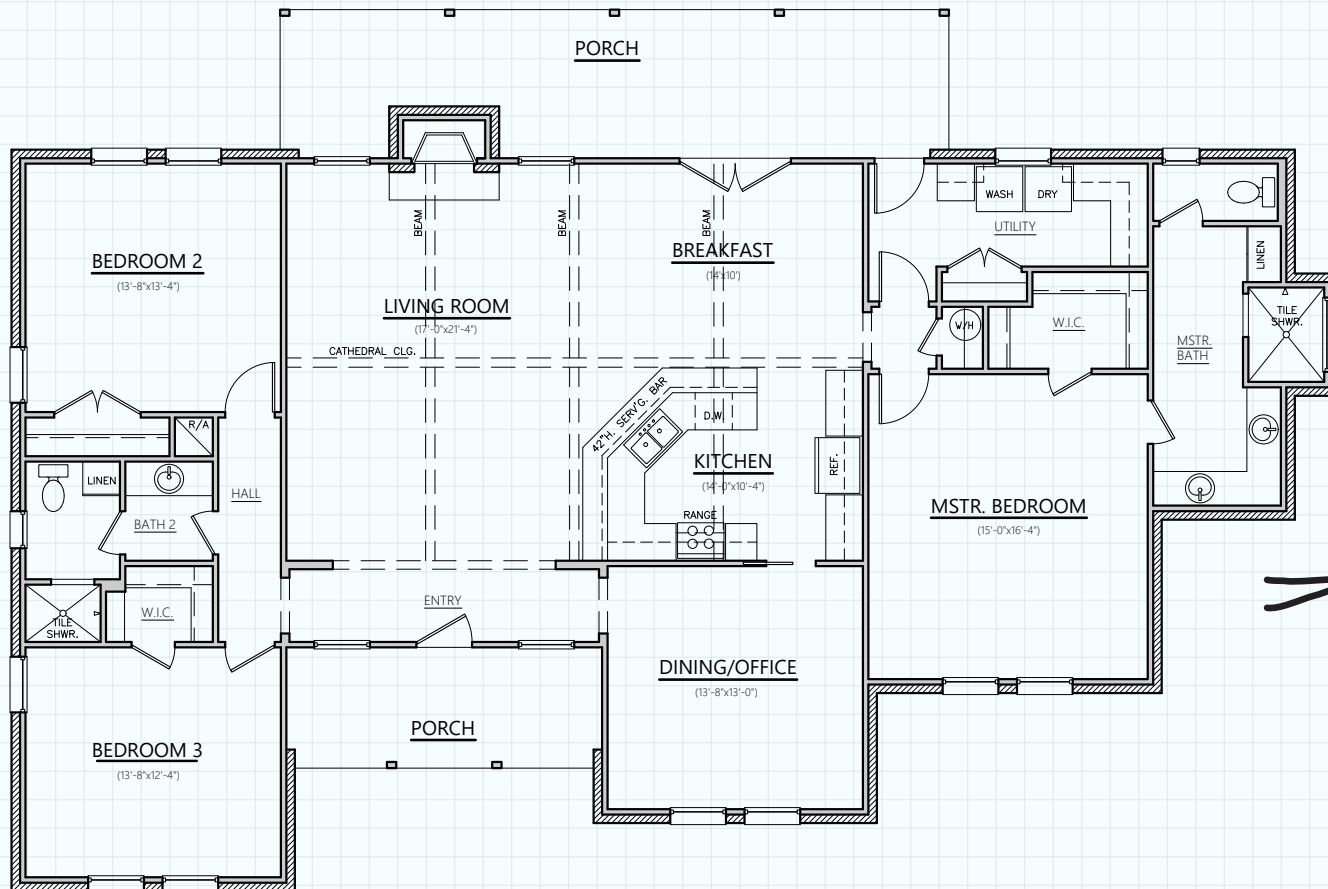 PORCH
BEAM
BEAM
BEAM
WASH
DRY
UTILITY
LINEN
BEDROOM 2
(13'-8"x13'-4")
BREAKFAST
(14'x10')
LIVING ROOM
(17'-0"x21'-4")
CATHEDRAL CLG.
W/H
W.I.C.
TILE
SHWR.
MSTR.
BATH
42"H. SERV'G. BAR
D.W.
R/A
KITCHEN
(14'-0"x10'-4")
REF.
RANGE
LINEN
HALL
BATH 2
MSTR. BEDROOM
(15'-0"x16'-4")
W.I.C.
TILE
SHWR.
ENTRY
DINING/OFFICE
(13'-8"x13'-0")
PORCH
BEDROOM 3
(13'-8"x12'-4")